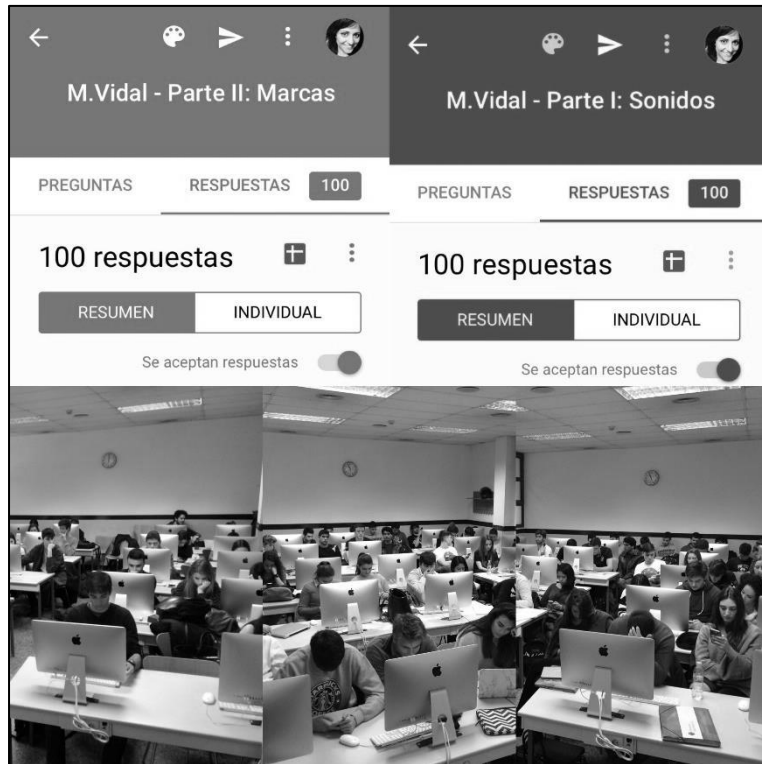 M.Vidal - Parte II: Marcas
PREGUNTAS
RESPUESTAS
100
100 respuestas
RESUMEN
INDIVIDUAL
Se aceptan respuestas
M.Vidal - Parte I: Sonidos
PREGUNTAS
RESPUESTAS
100
100 respuestas
RESUMEN
INDIVIDUAL
Se aceptan respuestas